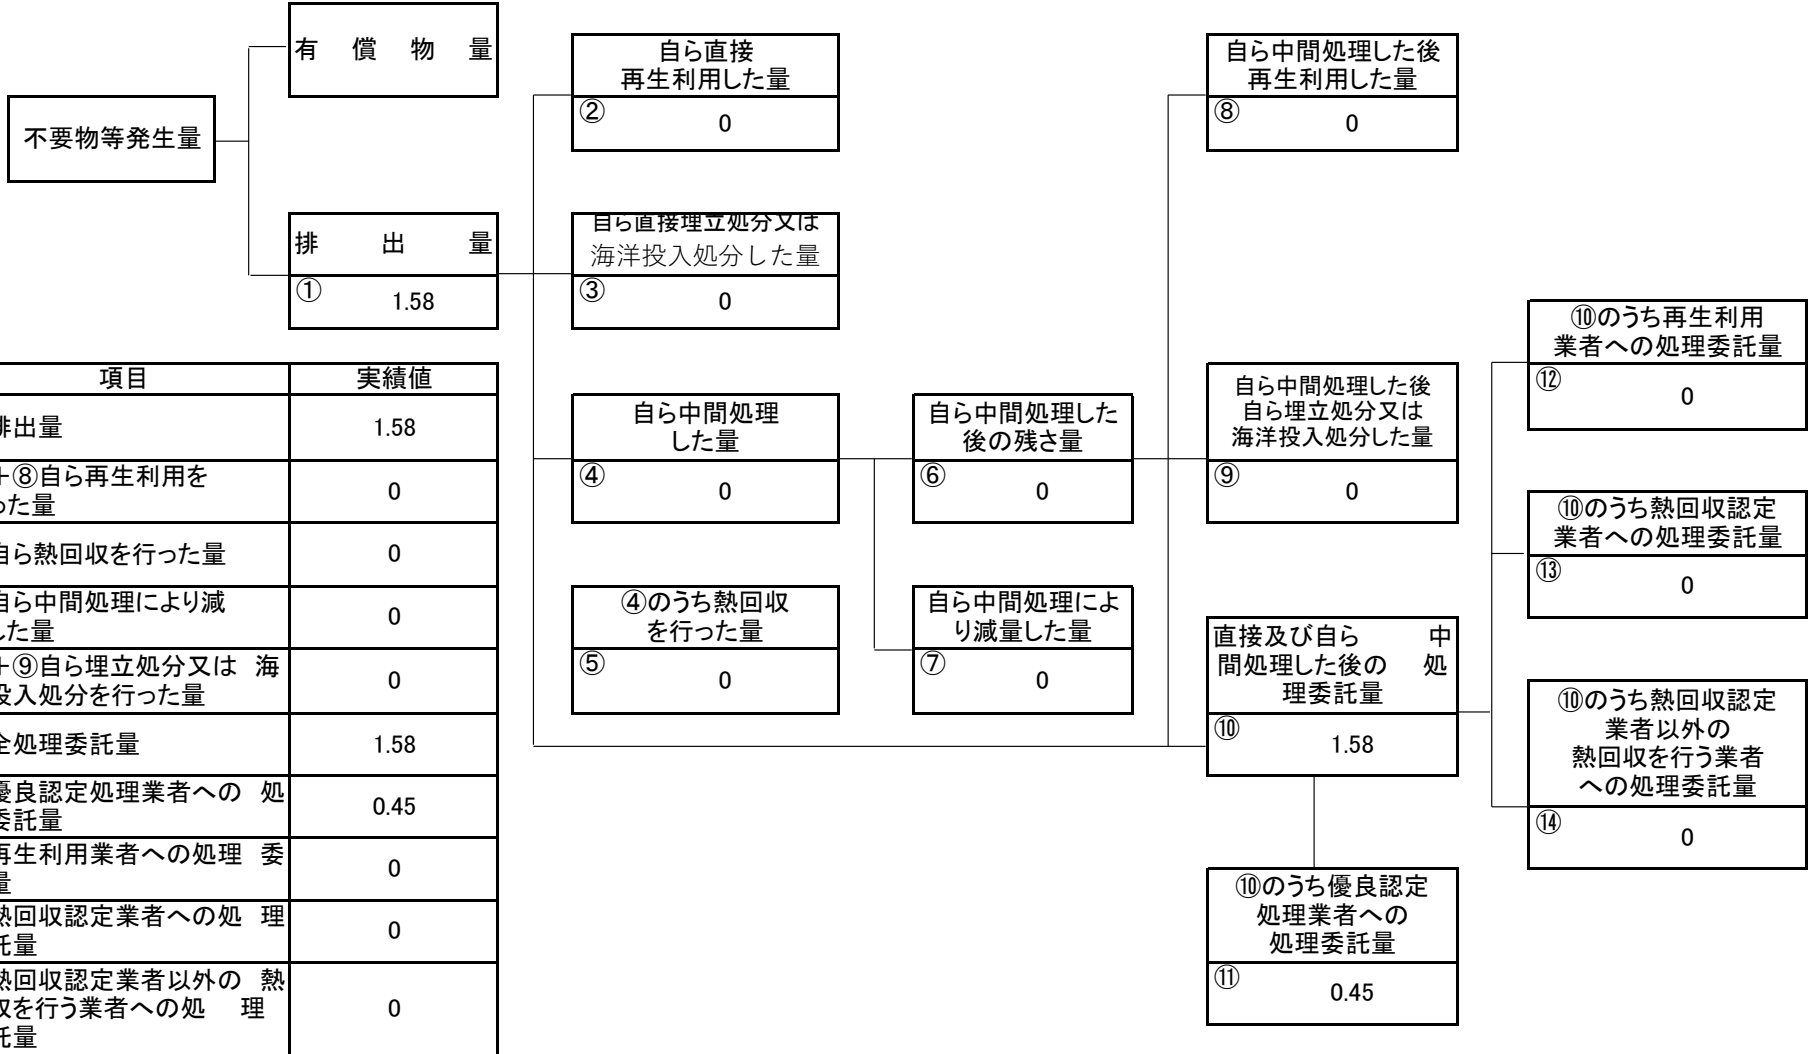 有 償 物 量
不要物等発生量
排 出 量
①
1.58
自ら直接
再生利用した量
②
0
自ら直接埋立処分又は
海洋投入処分した量
③
0
自ら中間処理
した量
④
0
④のうち熱回収
を行った量
⑤
0
自ら中間処理した
後の残さ量
⑥
0
自ら中間処理によ
り減量した量
⑦
0
自ら中間処理した後
再生利用した量
⑧
0
自ら中間処理した後
自ら埋立処分又は
海洋投入処分した量
⑨
0
直接及び自ら 中
間処理した後の 処
理委託量
⑩
1.58
⑩のうち優良認定
処理業者への
処理委託量
⑪
0.45
⑩のうち再生利用
業者への処理委託量
⑫
0
⑩のうち熱回収認定
業者への処理委託量
⑬
0
⑩のうち熱回収認定
業者以外の
熱回収を行う業者
への処理委託量
⑭
0
項目 実績値
排出量
1.58
+⑧自ら再生利用を
った量
0
自ら熱回収を行った量
0
自ら中間処理により減
した量
0
+⑨自ら埋立処分又は 海
投入処分を行った量
0
全処理委託量
1.58
優良認定処理業者への 処
委託量
0.45
再生利用業者への処理 委
量
0
熱回収認定業者への処 理
託量
0
熱回収認定業者以外の 熱
収を行う業者への処 理
託量
0